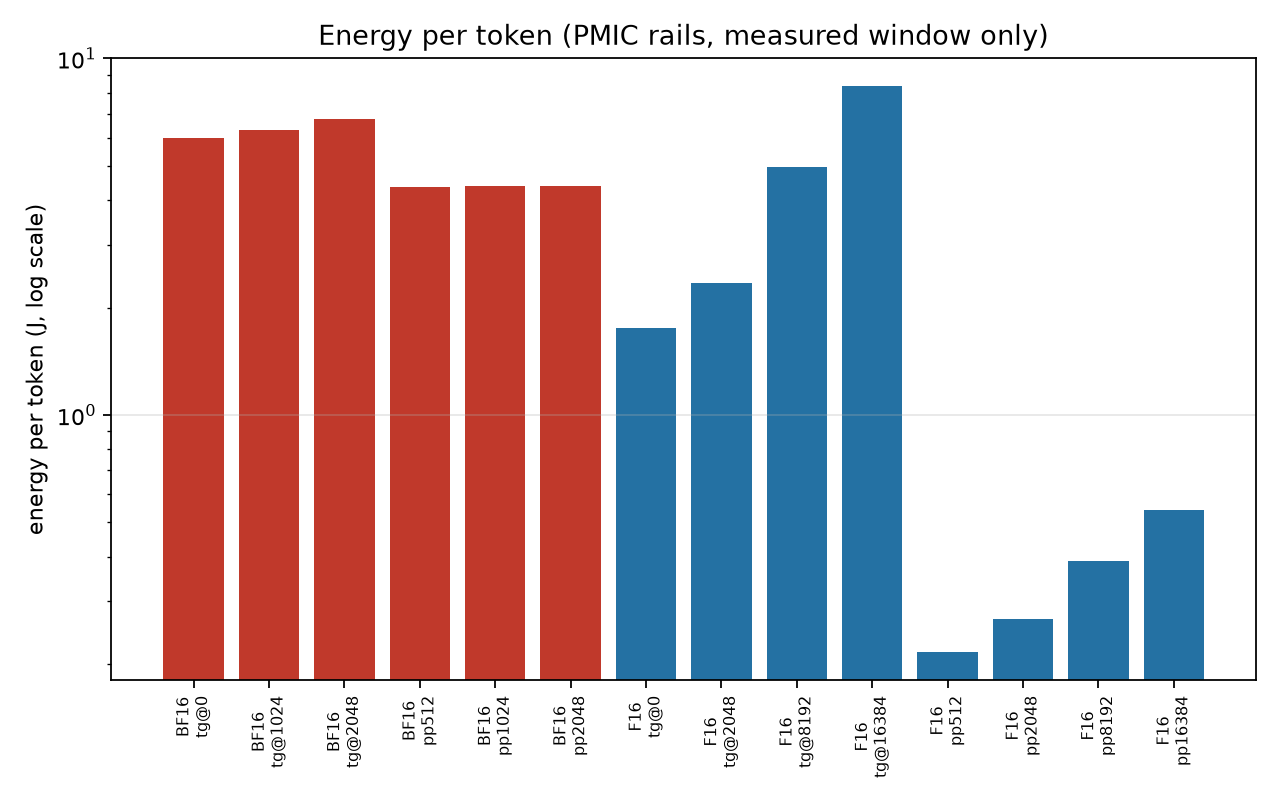 Energy per token (PMIC rails, measured window only)
energy per token (J, log scale)
10¹
10⁰
BF16
tg@0
BF16
tg@1024
BF16
tg@2048
BF16
pp512
BF16
pp1024
BF16
pp2048
F16
tg@0
F16
tg@2048
F16
tg@8192
F16
tg@16384
F16
pp512
F16
pp2048
F16
pp8192
F16
pp16384